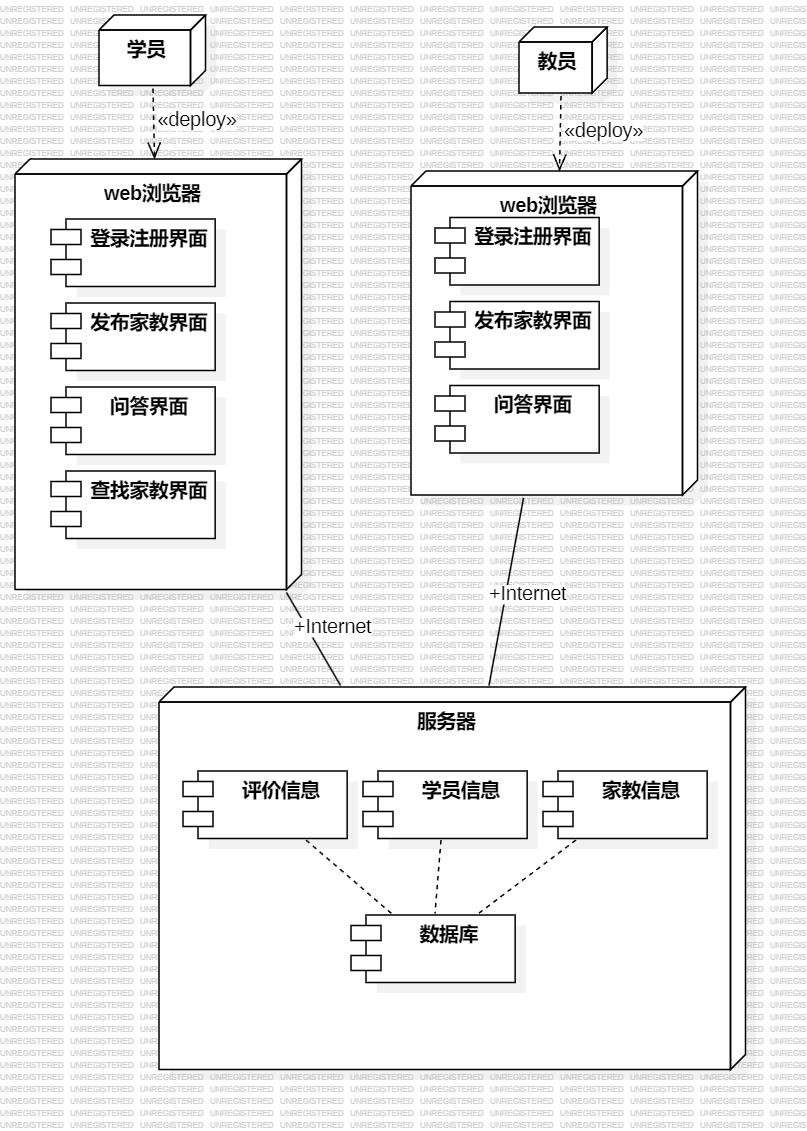 学员
教员
«deploy»
«deploy»
web浏览器
web浏览器
登录注册界面
登录注册界面
发布家教界面
发布家教界面
问答界面
问答界面
查找家教界面
+Internet
+Internet
服务器
评价信息
学员信息
家教信息
数据库
UNREGISTERED